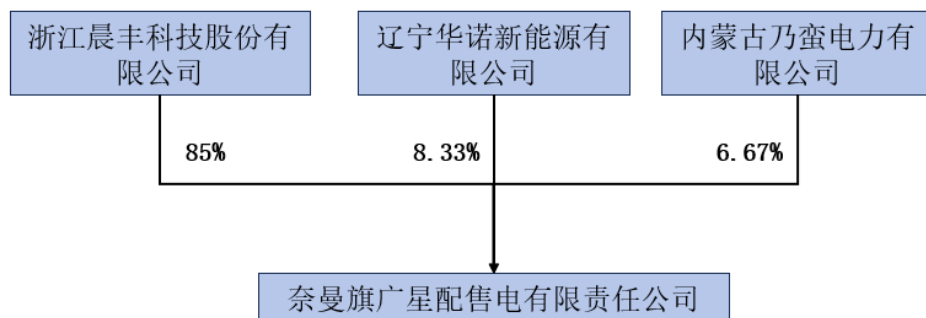 浙江晨丰科技股份有
限公司
辽宁华诺新能源有
限公司
内蒙古乃蛮电力有
限公司
85%
8.33%
6.67%
奈曼旗广星配售电有限责任公司